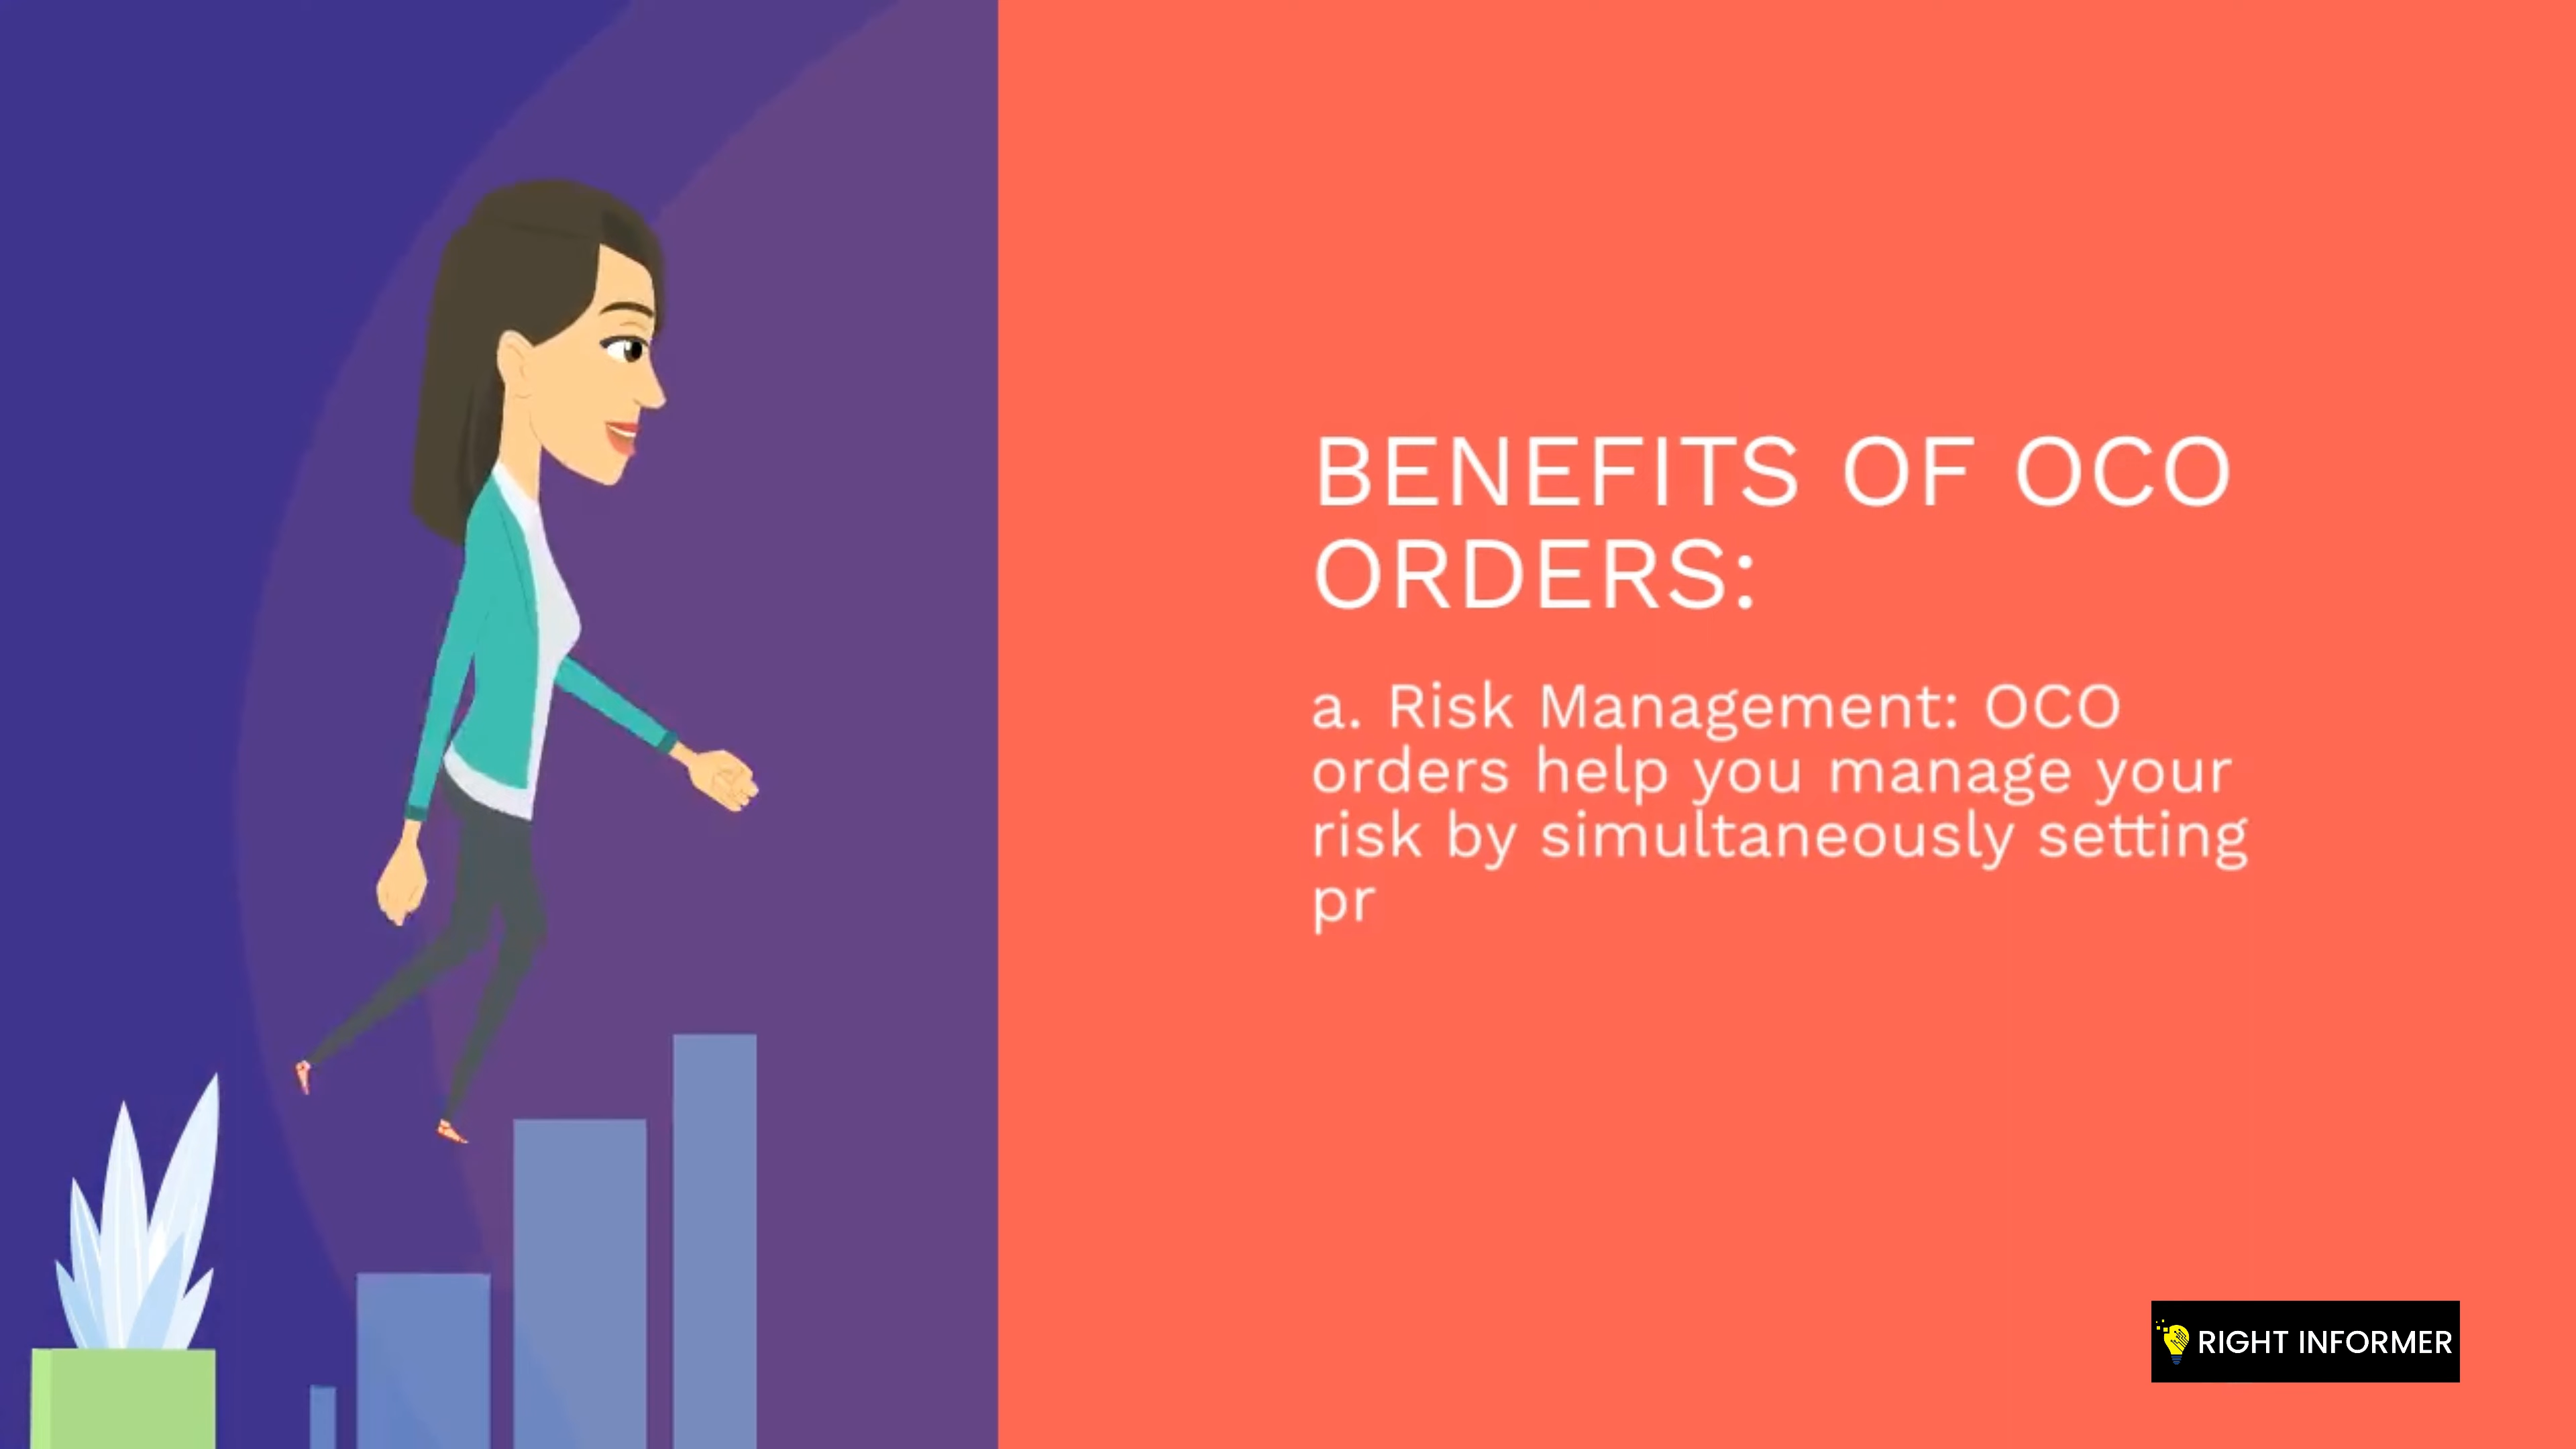 BENEFITS OF OCO
ORDERS:
a. Risk Management: OCO
orders help you manage your
risk by simultaneously setting
pr
RIGHT INFORMER